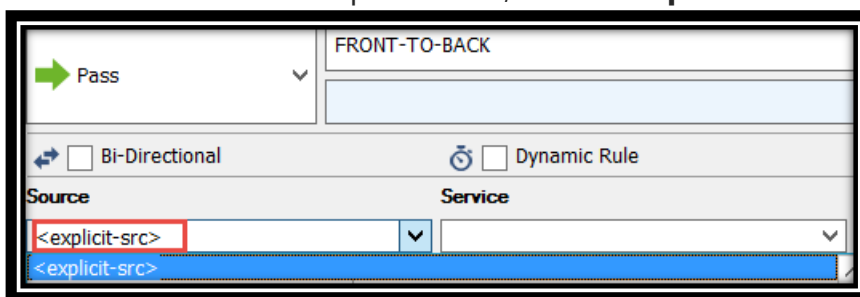 FRONT-TO-BACK
Pass
Bi-Directional Dynamic Rule
Source Service
<explicit-src>
<explicit-src>